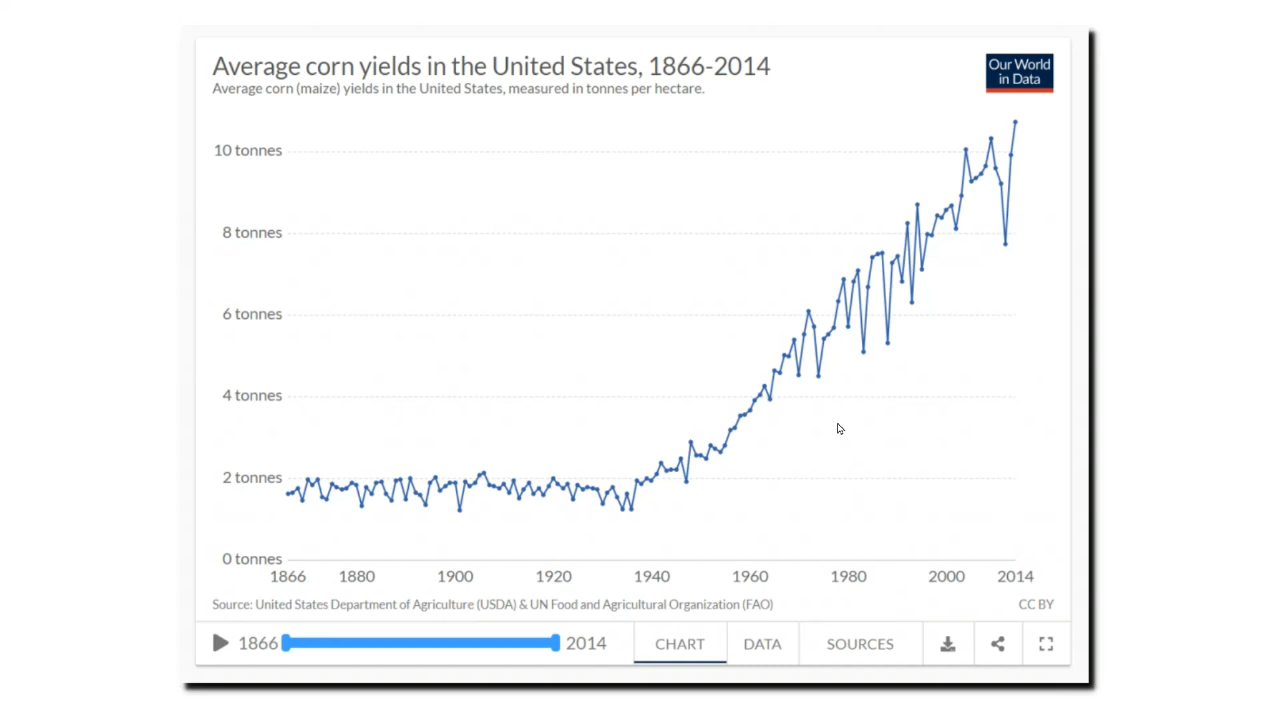 Average corn yields in the United States, 1866-2014
Average corn (maize) yields in the United States, measured in tonnes per hectare.
Our World
in Data
10 tonnes
8 tonnes
6 tonnes
4 tonnes
2 tonnes
0 tonnes
1866 1880 1900 1920 1940 1960 1980 2000 2014
Source: United States Department of Agriculture (USDA) & UN Food and Agricultural Organization (FAO) CC BY
1866 2014 CHART DATA SOURCES